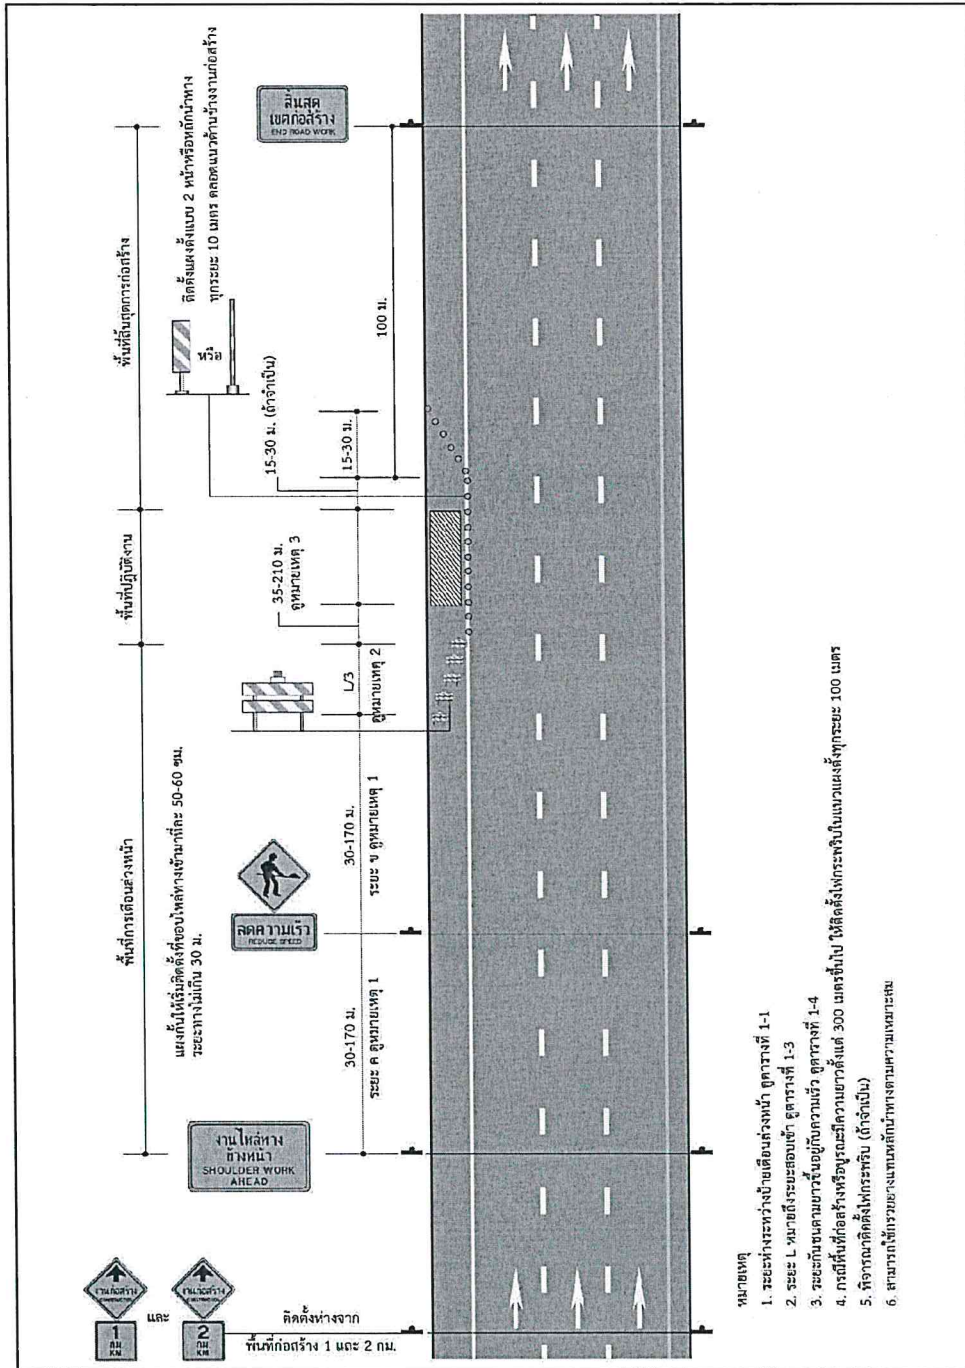 สิ้นสุด
เขตก่อสร้าง
END ROAD WORK
พื้นที่สิ้นสุดการก่อสร้าง
ติดตั้งแผงตั้งแบบ 2 หน้าหรือหลักนำทาง
ทุกระยะ 10 เมตร ตลอดแนวด้านข้างงานก่อสร้าง
หรือ
100 ม.
15-30 ม. (ถ้าจำเป็น)
15-30 ม.
พื้นที่ปฏิบัติงาน
35-210 ม.
ดูหมายเหตุ 3
L/3
ดูหมายเหตุ 2
พื้นที่การเตือนล่วงหน้า
แผงกั้นให้เริ่มติดตั้งที่ขอบไหล่ทางเข้ามาที่ละ 50-60 ซม.
ระยะทางไม่เกิน 30 ม.
30-170 ม.
ระยะ ข ดูหมายเหตุ 1
ลดความเร็ว
REDUCE SPEED
30-170 ม.
ระยะ ค ดูหมายเหตุ 1
งานไหล่ทาง
ข้างหน้า
SHOULDER WORK
AHEAD
งานก่อสร้าง
CONSTRUCTION
1
กม
KM
และ
งานก่อสร้าง
CONSTRUCTION
2
กม
KM
ติดตั้งห่างจาก
พื้นที่ก่อสร้าง 1 และ 2 กม.
หมายเหตุ
1. ระยะห่างระหว่างป้ายเตือนล่วงหน้า ดูตารางที่ 1-1
2. ระยะ L หมายถึงระยะสอบเข้า ดูตารางที่ 1-3
3. ระยะกันชนตามยาวขึ้นอยู่กับความเร็ว ดูตารางที่ 1-4
4. กรณีพื้นที่ก่อสร้างหรือบูรณะมีความยาวตั้งแต่ 300 เมตรขึ้นไป ให้ติดตั้งไฟกระพริบในแนวแผงตั้งทุกระยะ 100 เมตร
5. พิจารณาติดตั้งไฟกระพริบ (ถ้าจำเป็น)
6. สามารถใช้กรวยยางแทนหลักนำทางตามความเหมาะสม